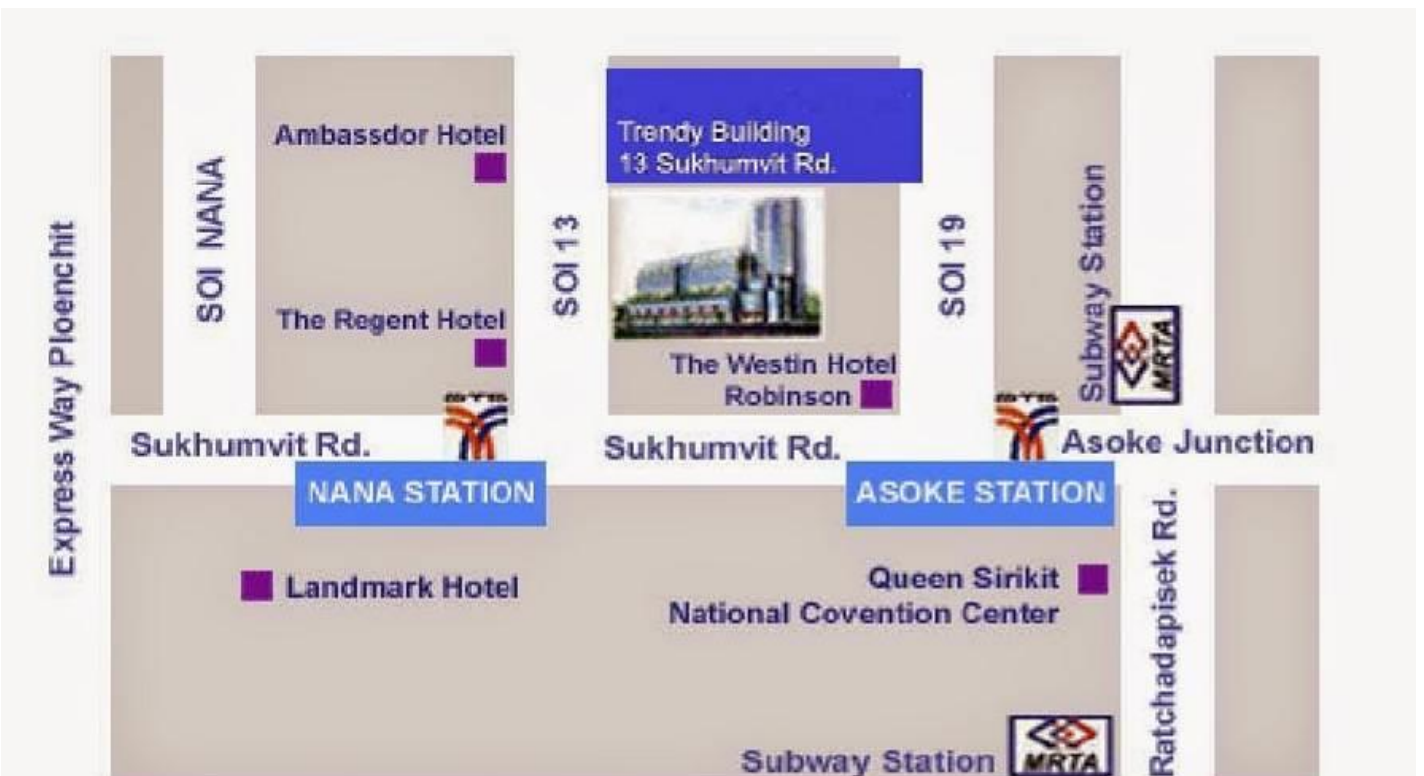 Ambassdor Hotel
Trendy Building
13 Sukhumvit Rd.
Express Way Ploenchit
SOI NANA
SOI 13
SOI 19
Subway Station
The Regent Hotel
MRTA
The Westin Hotel
Robinson
BTS
BTS
Sukhumvit Rd.
Sukhumvit Rd.
Asoke Junction
NANA STATION
ASOKE STATION
Landmark Hotel
Queen Sirikit
National Covention Center
Ratchadapisek Rd.
Subway Station
MRTA